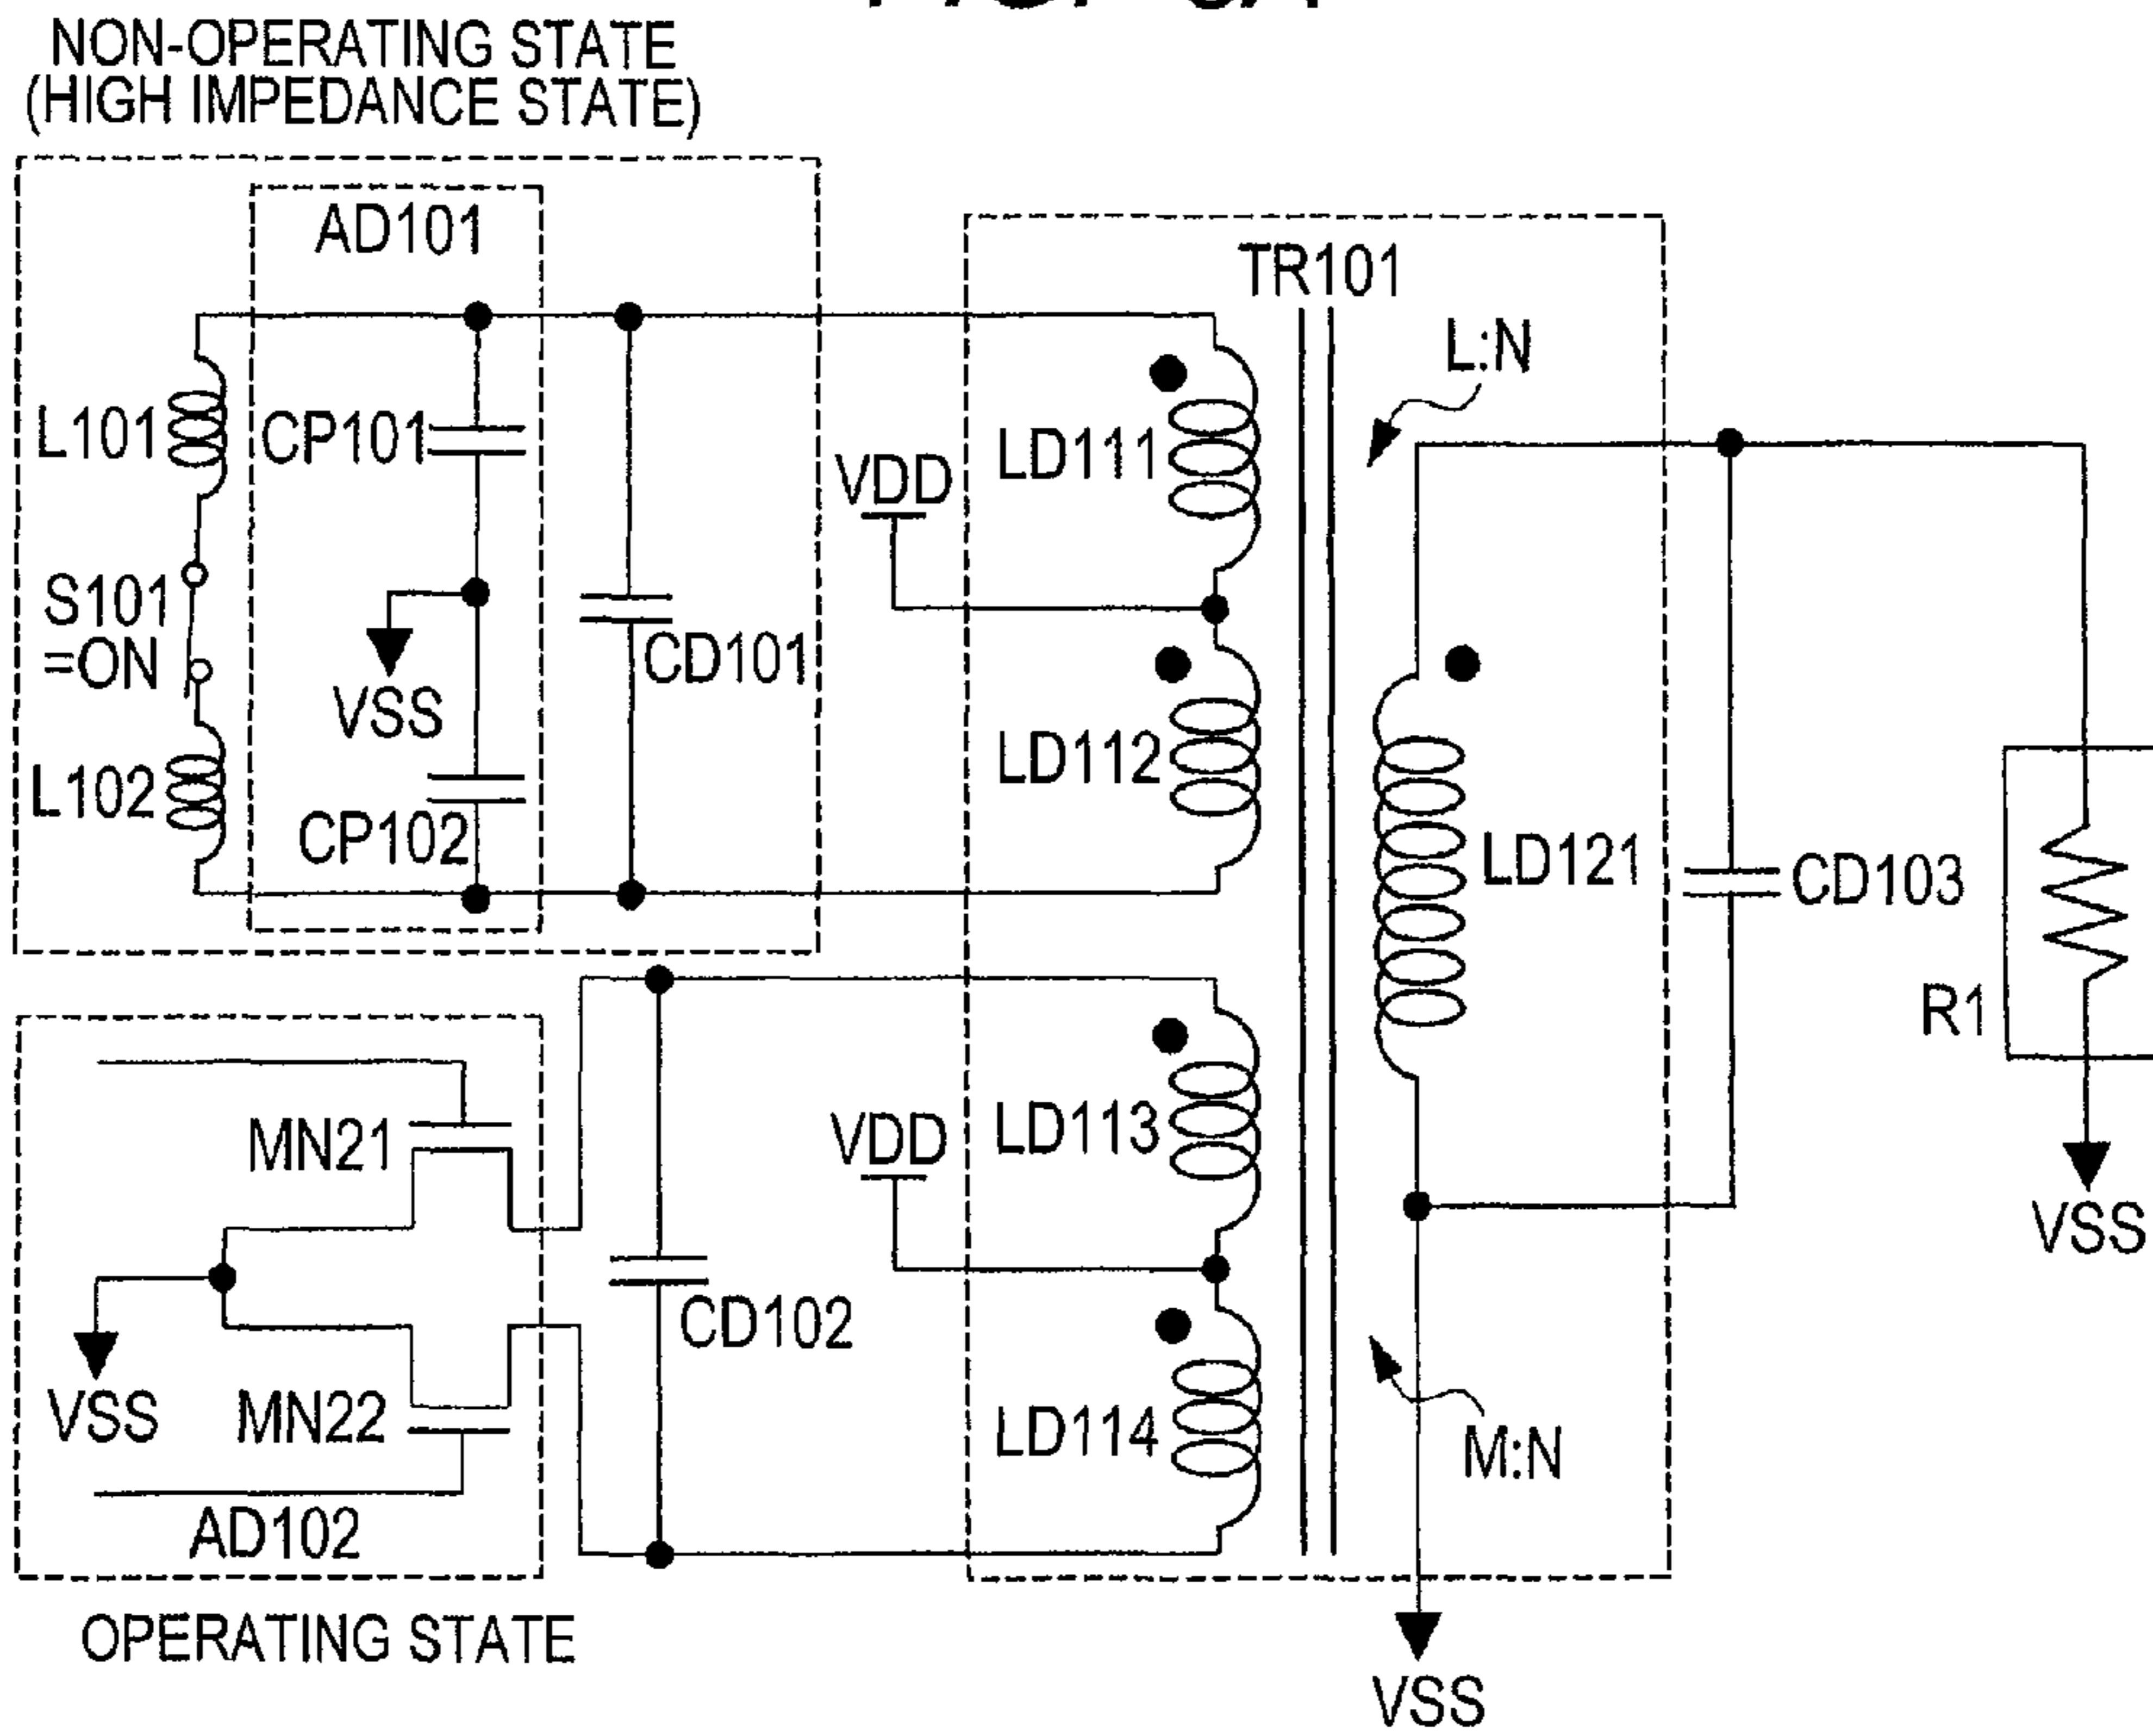 NON-OPERATING STATE
(HIGH IMPEDANCE STATE)
AD101
TR101
L:N
L101
CP101
LD111
VDD
S101
=ON
VSS
CD101
LD112
L102
CP102
LD121
CD103
R1
MN21
VDD
LD113
VSS
CD102
VSS
MN22
LD114
M:N
AD102
OPERATING STATE
VSS